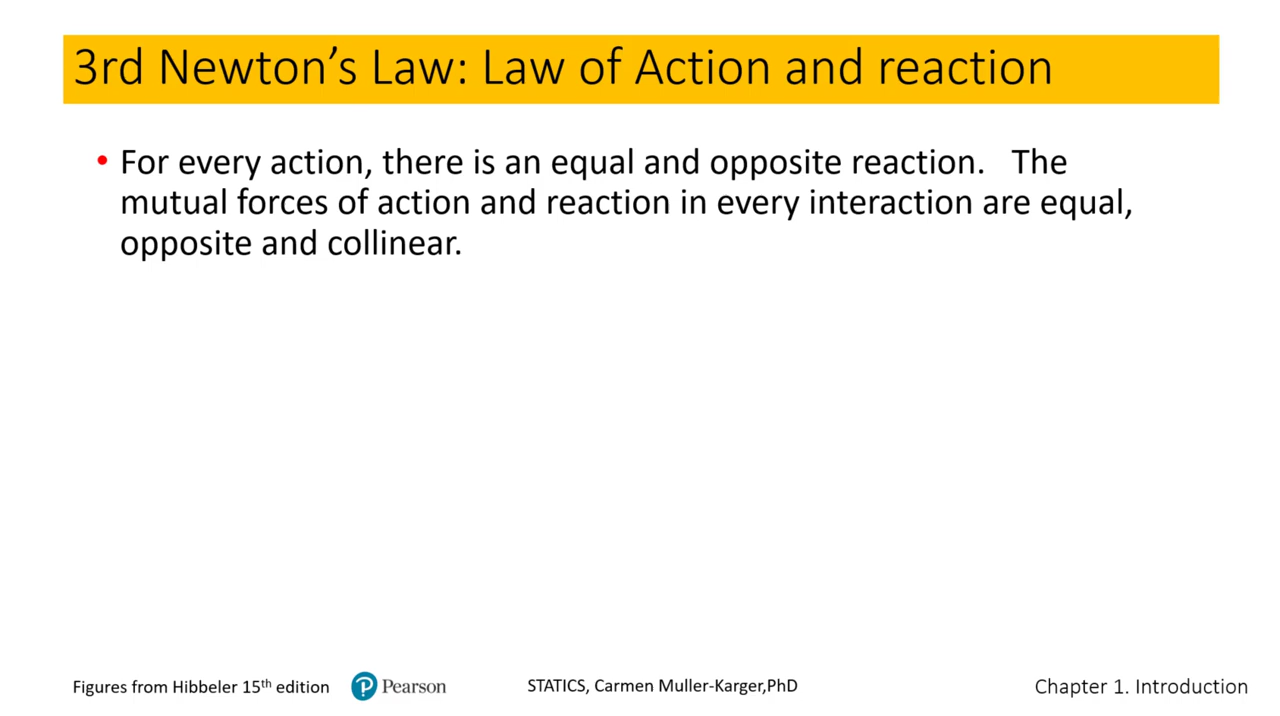 3rd Newton’s Law: Law of Action and reaction
• For every action, there is an equal and opposite reaction. The
mutual forces of action and reaction in every interaction are equal,
opposite and collinear.
Figures from Hibbeler 15th edition
Pearson
STATICS, Carmen Muller-Karger,PhD
Chapter 1. Introduction